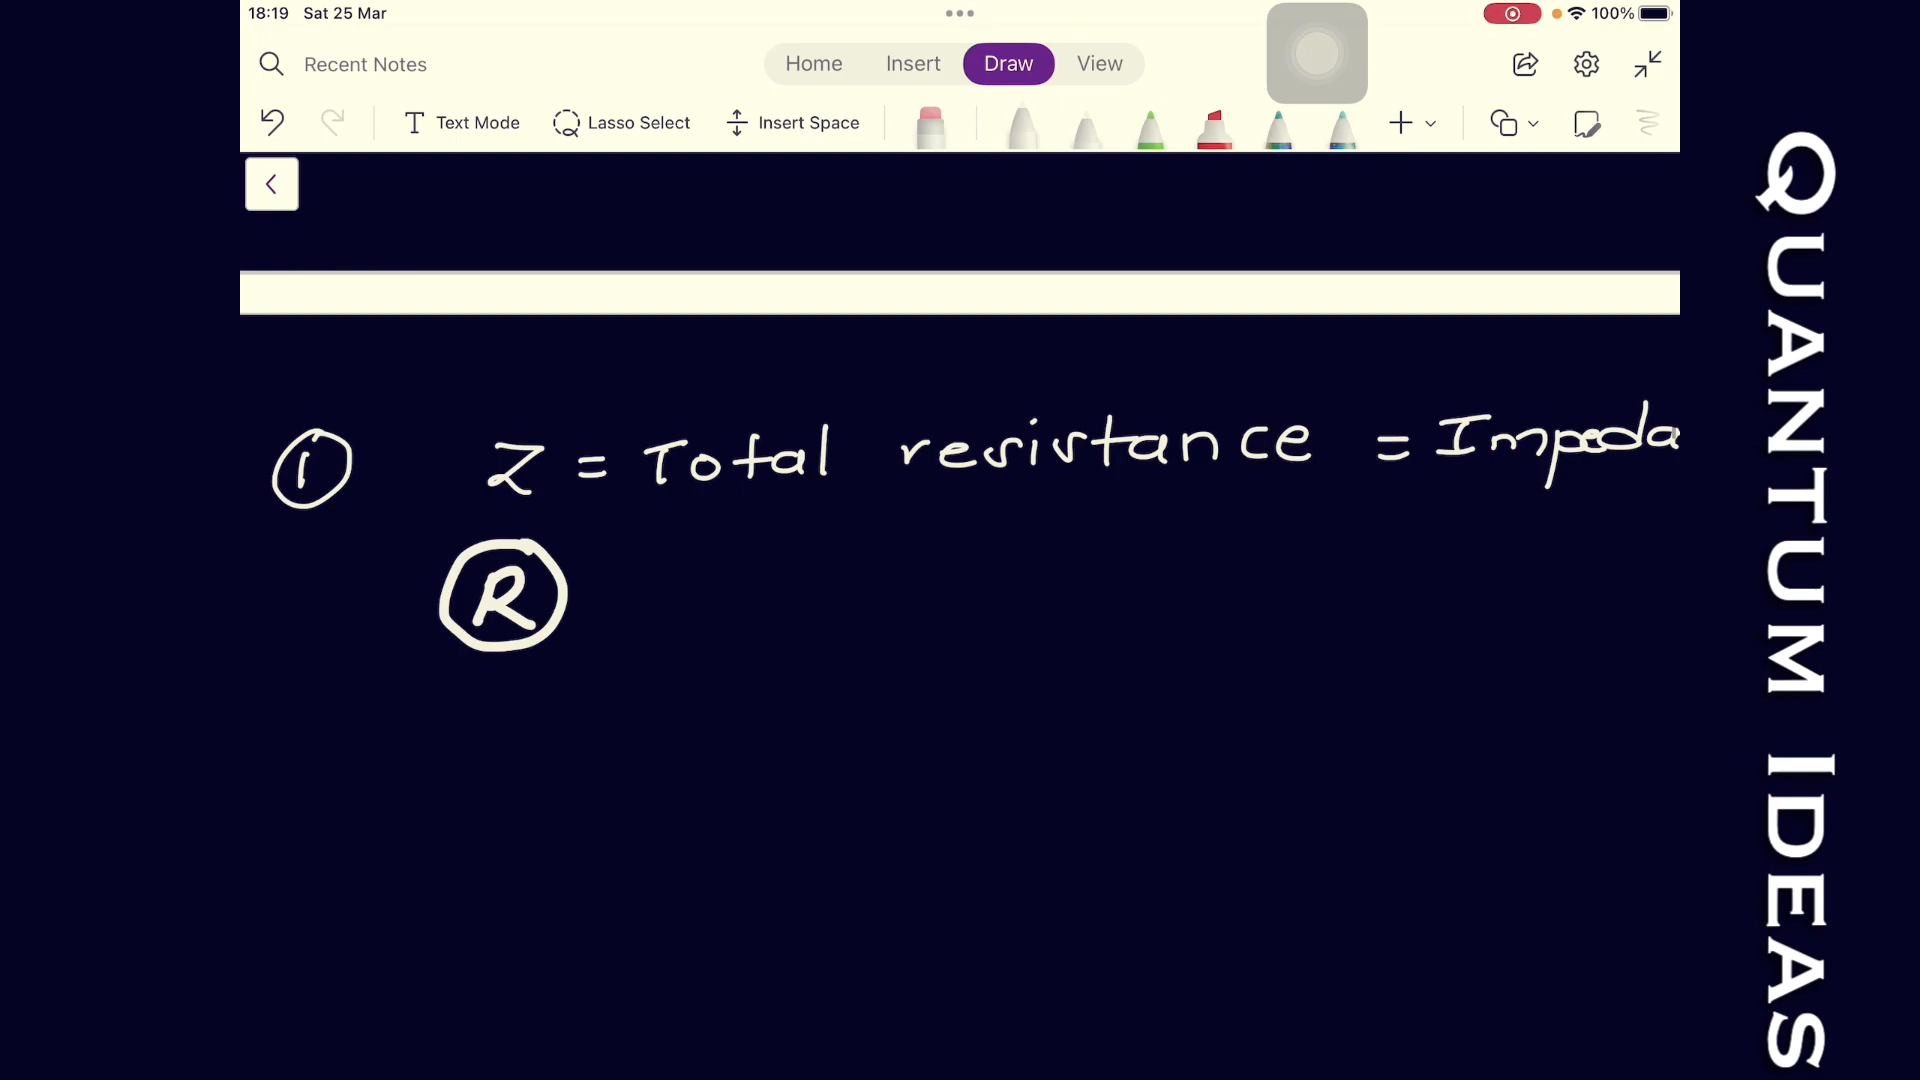 18:19 Sat 25 Mar
100%
Recent Notes
Home Insert Draw View
Text Mode Lasso Select Insert Space
① Z = Total resistance = Impeda
R
QUANTUM IDEAS